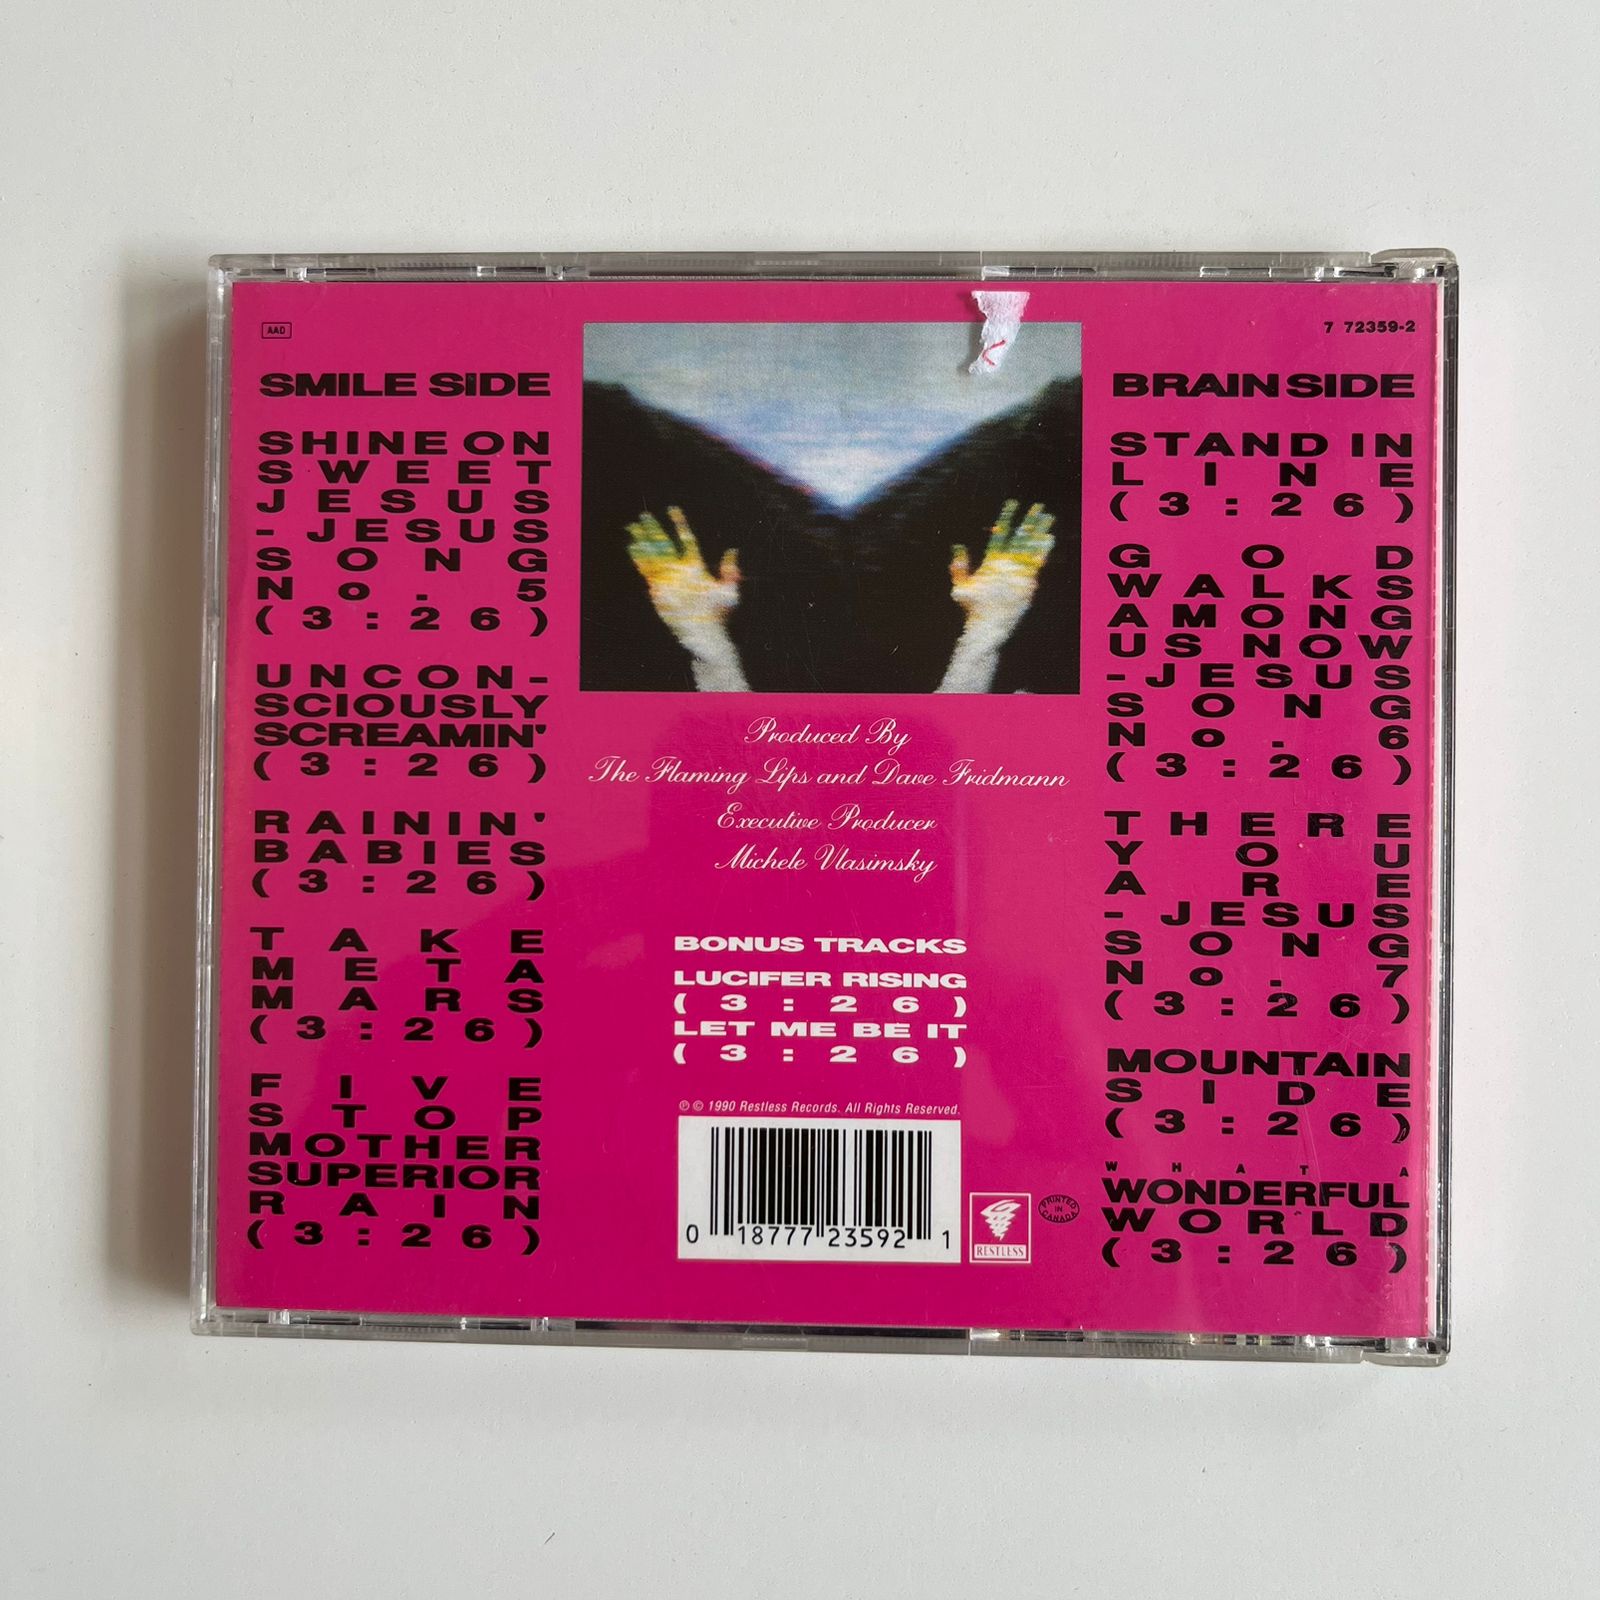 AAD
7 72359-2
SMILE SIDE
SHINE ON
SWEET
JESUS
-JESUS
SONG
No. 5
(3:26)
UNCON-
SCIOUSLY
SCREAMIN'
(3:26)
RAININ'
BABIES
(3:26)
TAKE
META
MARS
(3:26)
FIVE
STOP
MOTHER
SUPERIOR
RAIN
(3:26)
Produced By
The Flaming Lips and Dave Fridmann
Executive Producer
Michele Vlasimsky
BONUS TRACKS
LUCIFER RISING
(3:26)
LET ME BE IT
(3:26)
℗ © 1990 Restless Records. All Rights Reserved.
0 18777 23592 1
RESTLESS
PRINTED
IN
CANADA
BRAIN SIDE
STAND IN
LINE
(3:26)
GOD
WALKS
AMONG
US NOW
-JESUS
SONG
No. 6
(3:26)
THERE
YOU
ARE
-JESUS
SONG
No. 7
(3:26)
MOUNTAIN
SIDE
(3:26)
WHAT A
WONDERFUL
WORLD
(3:26)